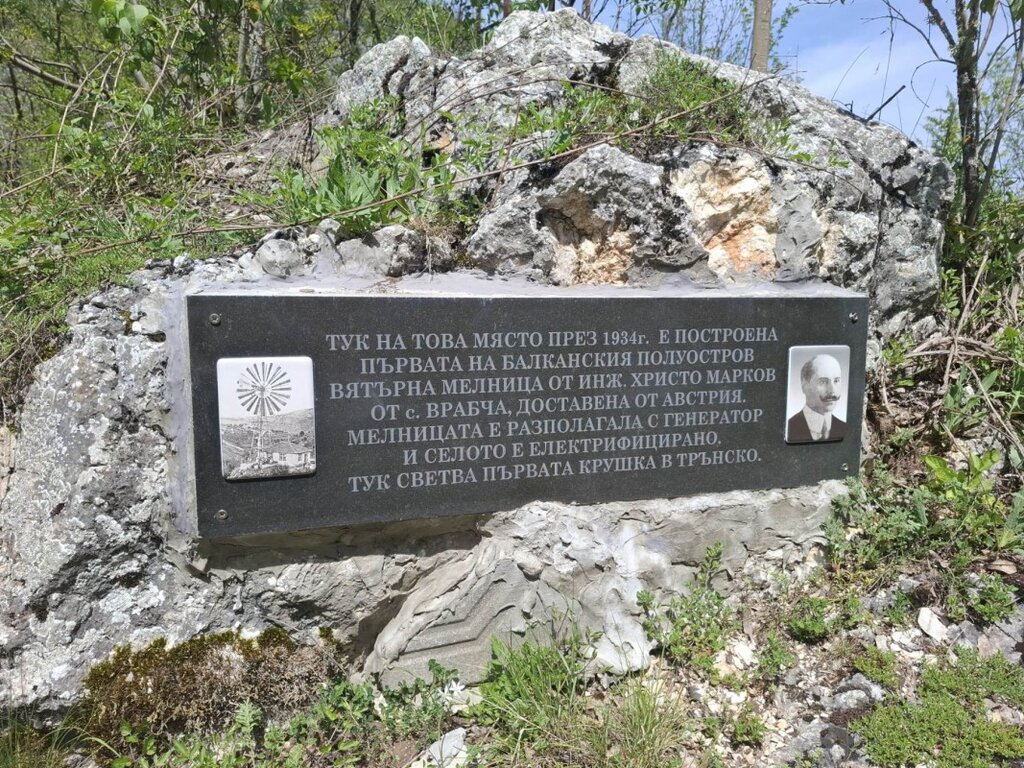 ТУК НА ТОВА МЯСТО ПРЕЗ 1934г. Е ПОСТРОЕНА
ПЪРВАТА НА БАЛКАНСКИЯ ПОЛУОСТРОВ
ВЯТЪРНА МЕЛНИЦА ОТ ИНЖ. ХРИСТО МАРКОВ
ОТ с. ВРАБЧА, ДОСТАВЕНА ОТ АВСТРИЯ.
МЕЛНИЦАТА Е РАЗПОЛАГАЛА С ГЕНЕРАТОР
И СЕЛОТО Е ЕЛЕКТРИФИЦИРАНО.
ТУК СВЕТВА ПЪРВАТА КРУШКА В ТРЪНСКО.